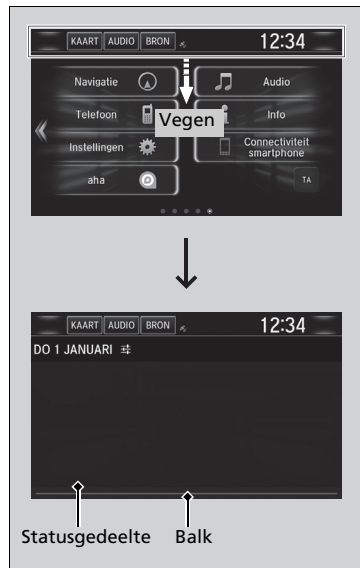 KAART AUDIO BRON 12:34
Navigatie Audio
Telefoon Info
Vegen
Instellingen Connectiviteit
smartphone
aha TA
KAART AUDIO BRON 12:34
DO 1 JANUARI
Statusgedeelte Balk